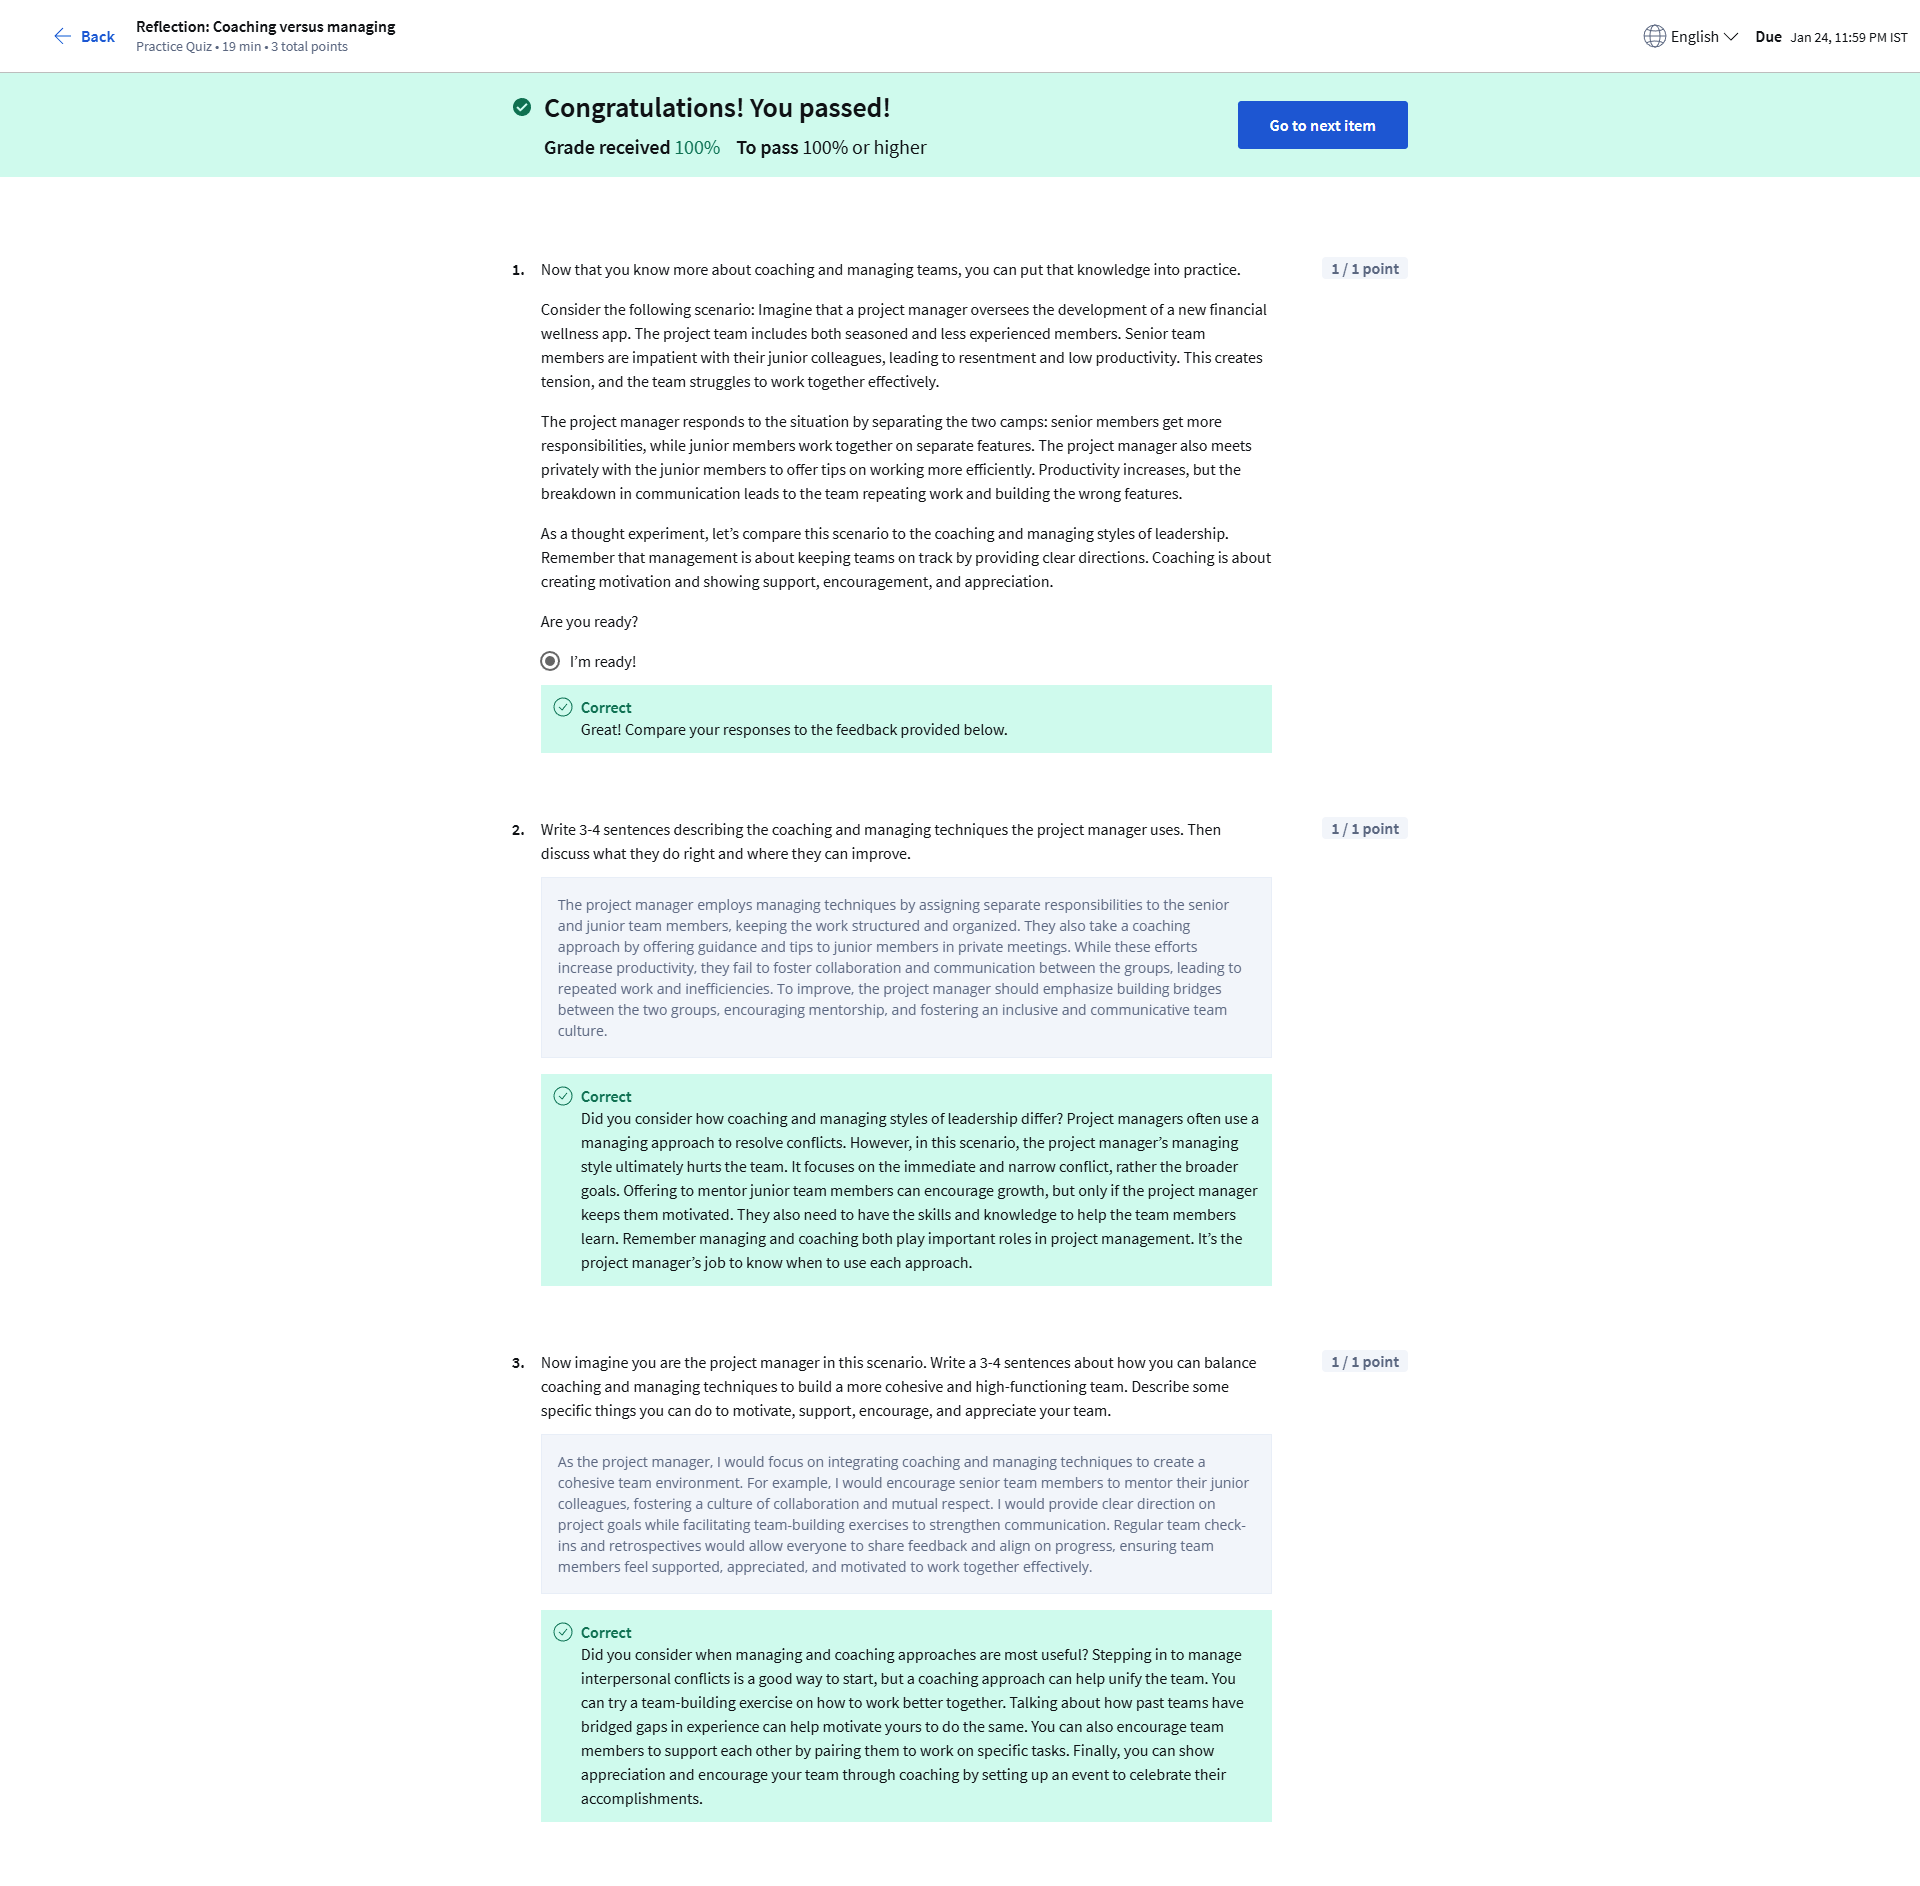 Back
Reflection: Coaching versus managing
Practice Quiz • 19 min • 3 total points
English
Due Jan 24, 11:59 PM IST
Congratulations! You passed!
Grade received 100% To pass 100% or higher
Go to next item
1. Now that you know more about coaching and managing teams, you can put that knowledge into practice.
1 / 1 point
Consider the following scenario: Imagine that a project manager oversees the development of a new financial
wellness app. The project team includes both seasoned and less experienced members. Senior team
members are impatient with their junior colleagues, leading to resentment and low productivity. This creates
tension, and the team struggles to work together effectively.
The project manager responds to the situation by separating the two camps: senior members get more
responsibilities, while junior members work together on separate features. The project manager also meets
privately with the junior members to offer tips on working more efficiently. Productivity increases, but the
breakdown in communication leads to the team repeating work and building the wrong features.
As a thought experiment, let’s compare this scenario to the coaching and managing styles of leadership.
Remember that management is about keeping teams on track by providing clear directions. Coaching is about
creating motivation and showing support, encouragement, and appreciation.
Are you ready?
I’m ready!
Correct
Great! Compare your responses to the feedback provided below.
2. Write 3-4 sentences describing the coaching and managing techniques the project manager uses. Then
discuss what they do right and where they can improve.
1 / 1 point
The project manager employs managing techniques by assigning separate responsibilities to the senior
and junior team members, keeping the work structured and organized. They also take a coaching
approach by offering guidance and tips to junior members in private meetings. While these efforts
increase productivity, they fail to foster collaboration and communication between the groups, leading to
repeated work and inefficiencies. To improve, the project manager should emphasize building bridges
between the two groups, encouraging mentorship, and fostering an inclusive and communicative team
culture.
Correct
Did you consider how coaching and managing styles of leadership differ? Project managers often use a
managing approach to resolve conflicts. However, in this scenario, the project manager’s managing
style ultimately hurts the team. It focuses on the immediate and narrow conflict, rather the broader
goals. Offering to mentor junior team members can encourage growth, but only if the project manager
keeps them motivated. They also need to have the skills and knowledge to help the team members
learn. Remember managing and coaching both play important roles in project management. It’s the
project manager’s job to know when to use each approach.
3. Now imagine you are the project manager in this scenario. Write a 3-4 sentences about how you can balance
coaching and managing techniques to build a more cohesive and high-functioning team. Describe some
specific things you can do to motivate, support, encourage, and appreciate your team.
1 / 1 point
As the project manager, I would focus on integrating coaching and managing techniques to create a
cohesive team environment. For example, I would encourage senior team members to mentor their junior
colleagues, fostering a culture of collaboration and mutual respect. I would provide clear direction on
project goals while facilitating team-building exercises to strengthen communication. Regular team check-
ins and retrospectives would allow everyone to share feedback and align on progress, ensuring team
members feel supported, appreciated, and motivated to work together effectively.
Correct
Did you consider when managing and coaching approaches are most useful? Stepping in to manage
interpersonal conflicts is a good way to start, but a coaching approach can help unify the team. You
can try a team-building exercise on how to work better together. Talking about how past teams have
bridged gaps in experience can help motivate yours to do the same. You can also encourage team
members to support each other by pairing them to work on specific tasks. Finally, you can show
appreciation and encourage your team through coaching by setting up an event to celebrate their
accomplishments.